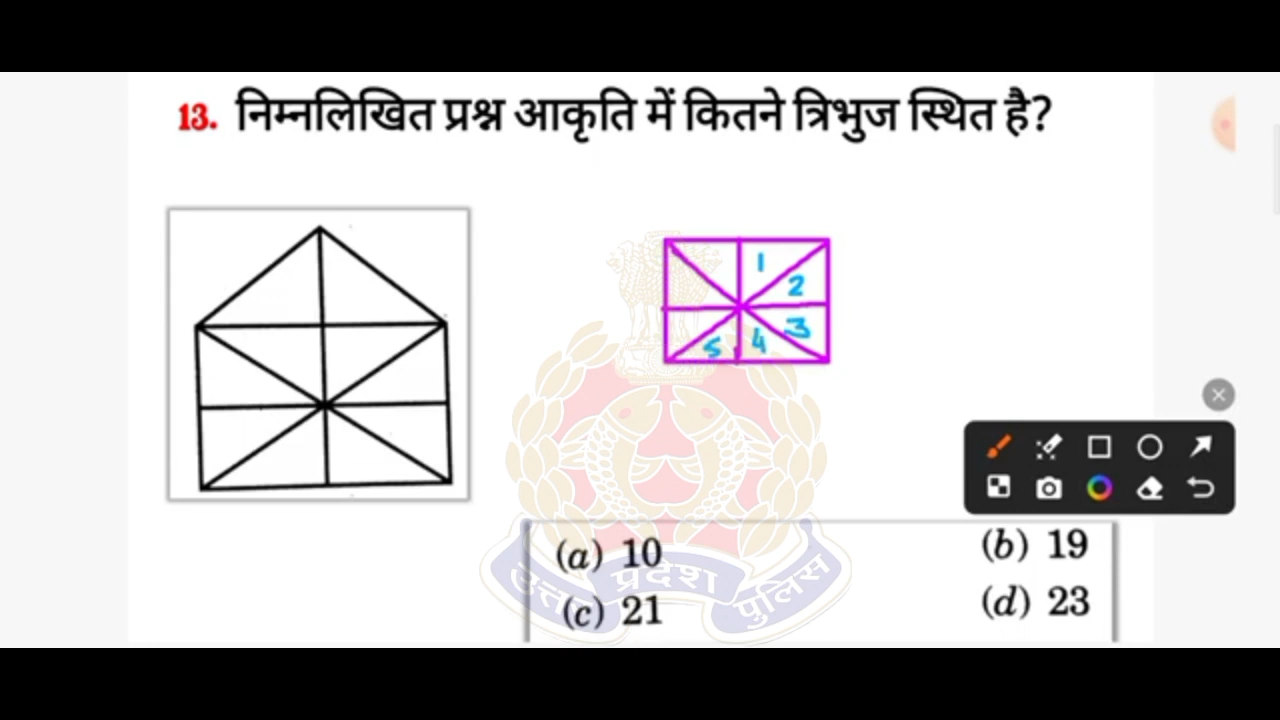 13. निम्नलिखित प्रश्न आकृति में कितने त्रिभुज स्थित है?
1
2
3
4
5
(a) 10
(b) 19
(c) 21
(d) 23
उत्तर प्रदेश पुलिस